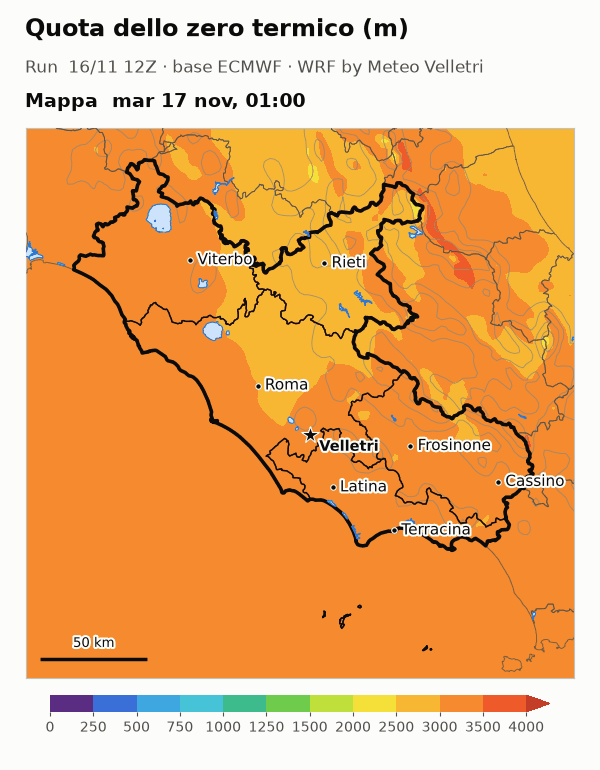 Quota dello zero termico (m)
Run 16/11 12Z · base ECMWF · WRF by Meteo Velletri
Mappa mar 17 nov, 01:00
Viterbo
Rieti
Roma
Velletri
Frosinone
Latina
Cassino
Terracina
50 km
0 250 500 750 1000 1250 1500 2000 2500 3000 3500 4000